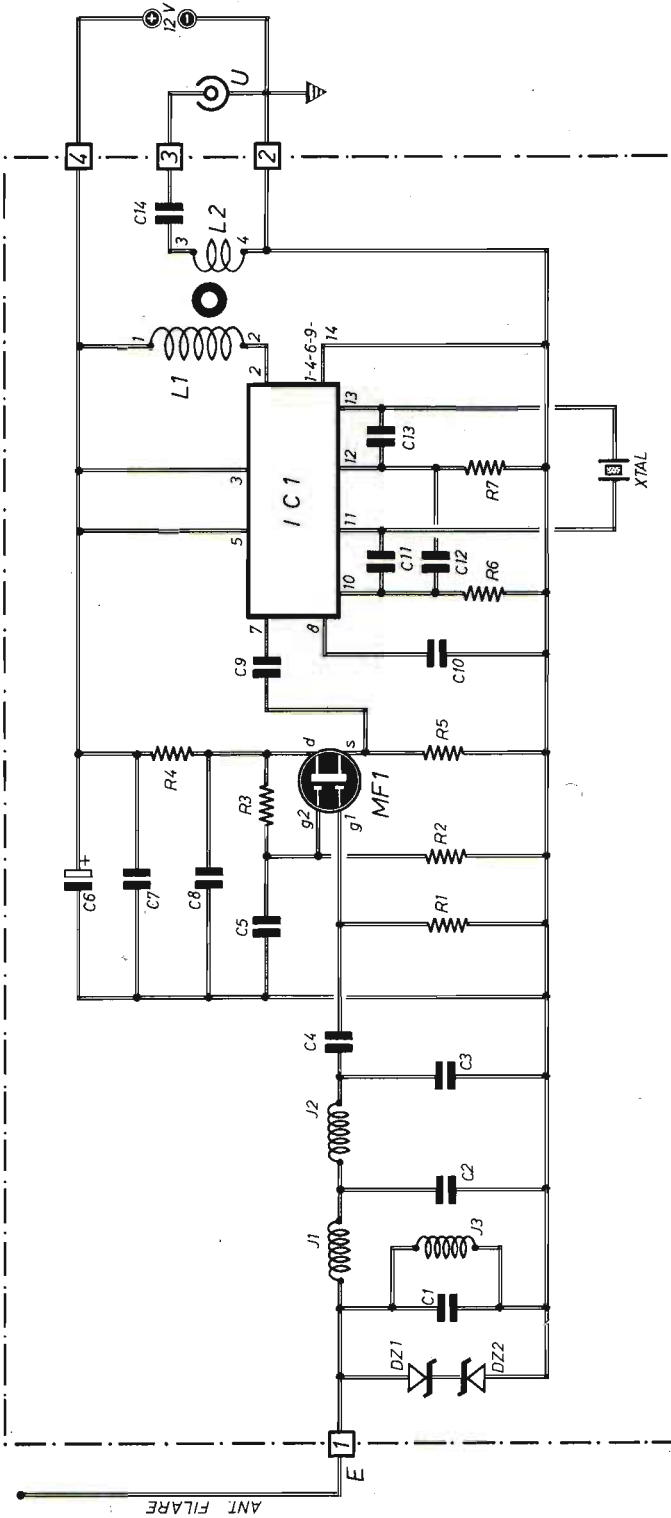 ANT. FILARE
E
1
DZ1
DZ2
C1
J3
J1
C2
J2
C3
C4
R1
R2
C5
R3
C6
+
C7
C8
R4
g2
g1
d
s
MF1
R5
C9
7
8
C10
IC1
5
3
10
11
12
13
C11
C12
C13
R6
R7
XTAL
2
1-4-6-9-
14
L1
1
2
L2
3
4
C14
4
3
2
U
+
12 V
-